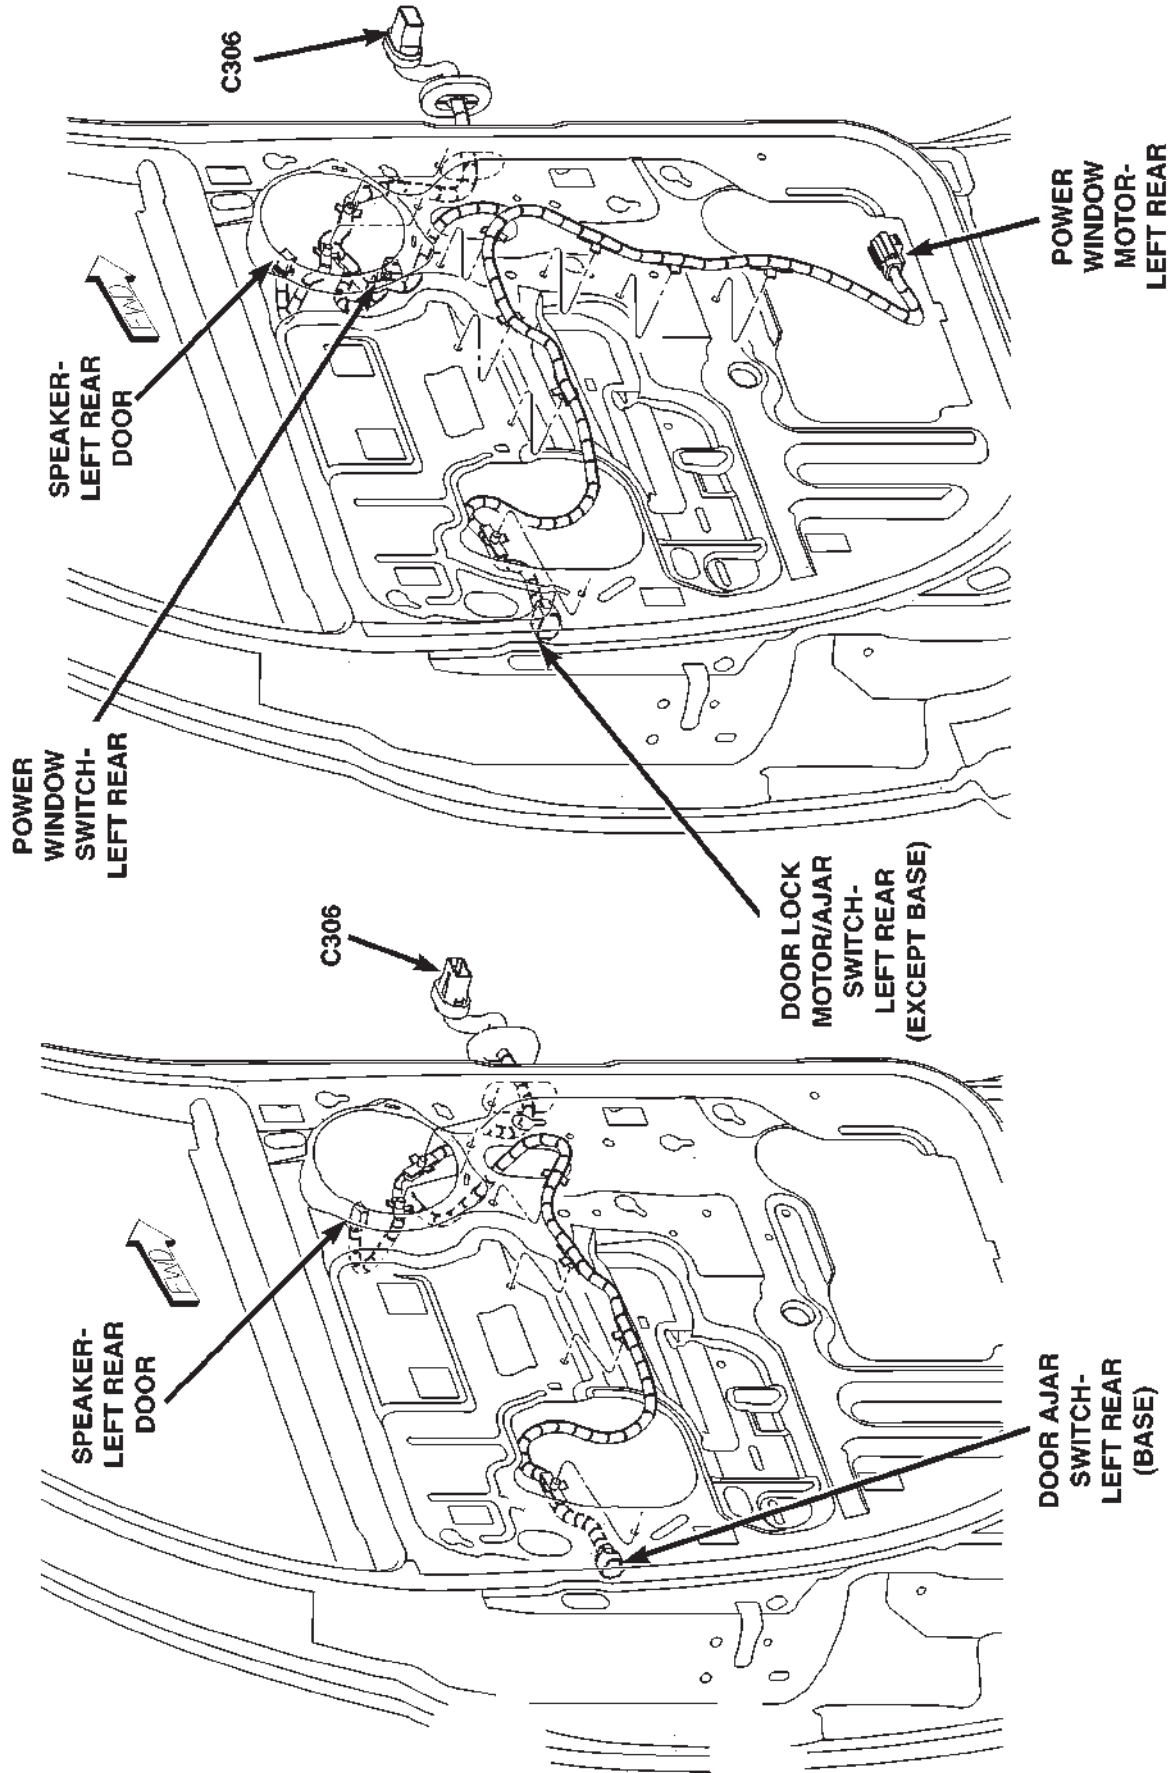 SPEAKER-
LEFT REAR
DOOR
C306
FWD
DOOR AJAR
SWITCH-
LEFT REAR
(BASE)
POWER
WINDOW
SWITCH-
LEFT REAR
SPEAKER-
LEFT REAR
DOOR
C306
FWD
DOOR LOCK
MOTOR/AJAR
SWITCH-
LEFT REAR
(EXCEPT BASE)
POWER
WINDOW
MOTOR-
LEFT REAR